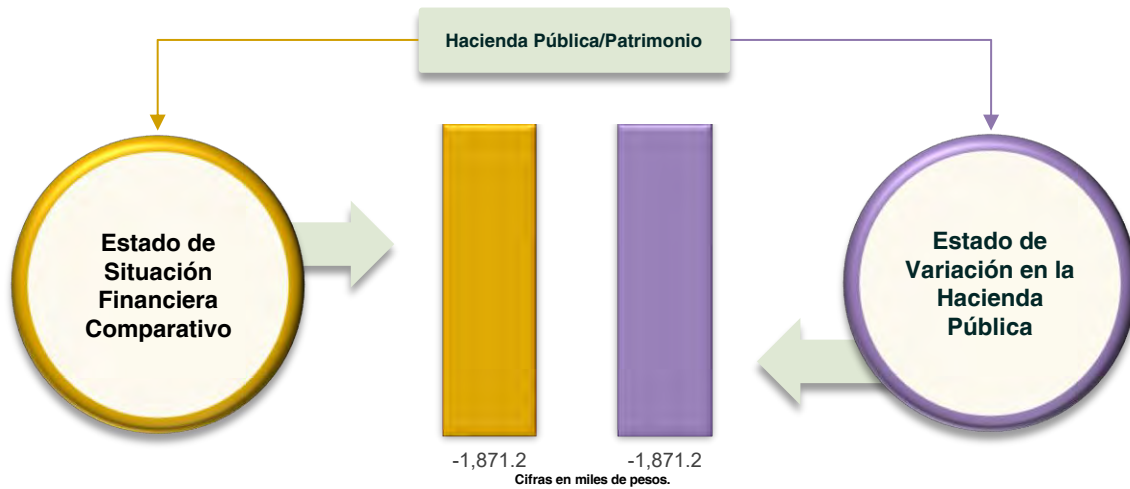 Hacienda Pública/Patrimonio
Estado de
Situación
Financiera
Comparativo
Estado de
Variación en la
Hacienda
Pública
-1,871.2
-1,871.2
Cifras en miles de pesos.